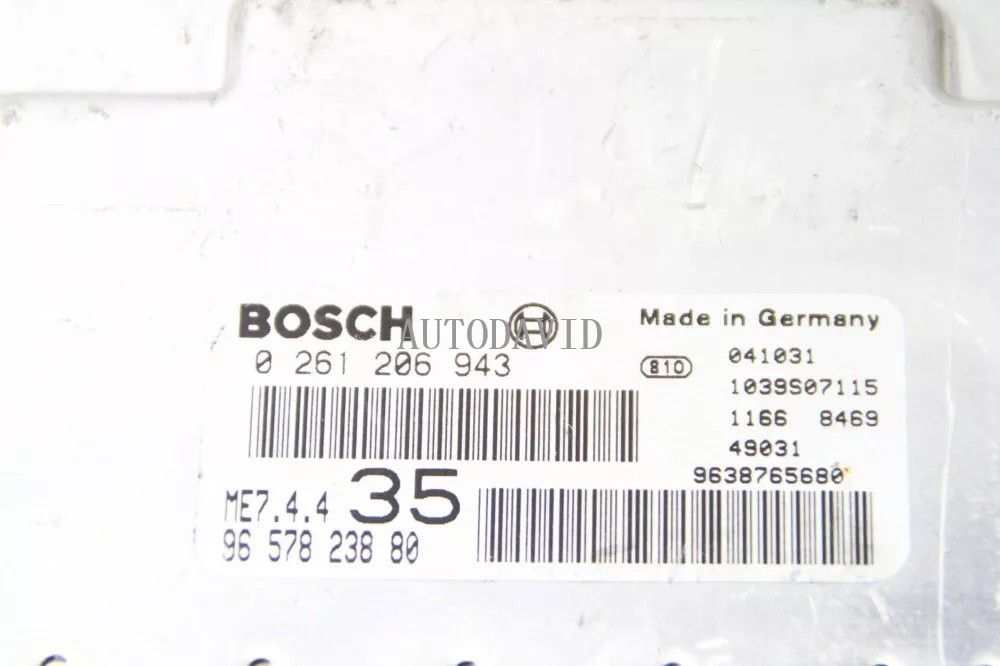 BOSCH
AUTODAVID
Made in Germany
0 261 206 943
810
041031
1039S07115
1166 8469
49031
9638765680
ME7.4.4 35
96 578 238 80